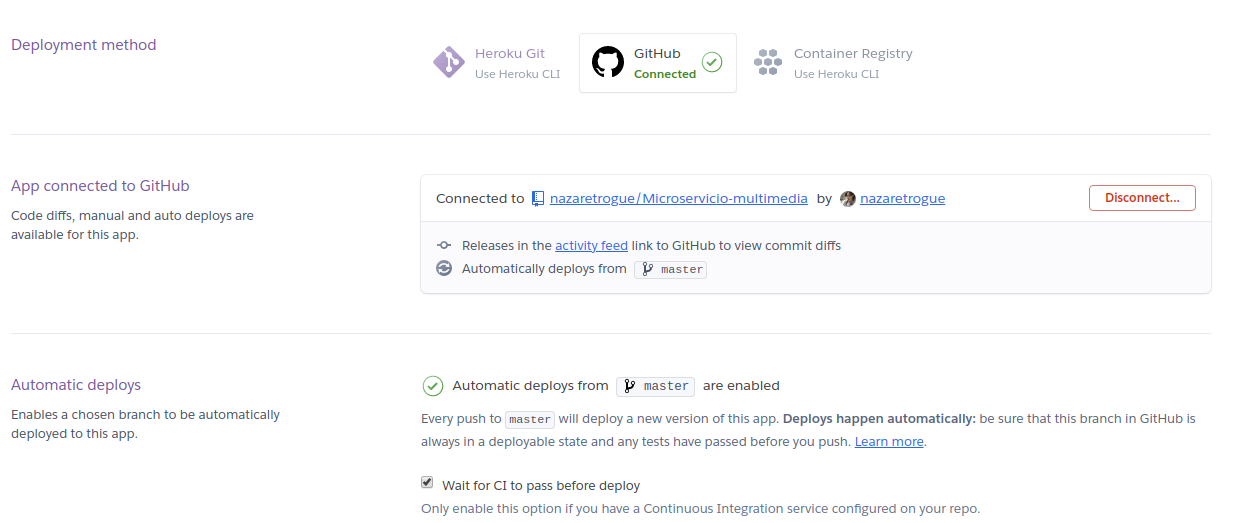 Deployment method
Heroku Git
Use Heroku CLI
GitHub
Connected
Container Registry
Use Heroku CLI
App connected to GitHub
Code diffs, manual and auto deploys are
available for this app.
Connected to nazaretrogue/Microservicio-multimedia by nazaretrogue
Disconnect...
Releases in the activity feed link to GitHub to view commit diffs
Automatically deploys from master
Automatic deploys
Enables a chosen branch to be automatically
deployed to this app.
Automatic deploys from master are enabled
Every push to master will deploy a new version of this app. Deploys happen automatically: be sure that this branch in GitHub is
always in a deployable state and any tests have passed before you push. Learn more.
Wait for CI to pass before deploy
Only enable this option if you have a Continuous Integration service configured on your repo.